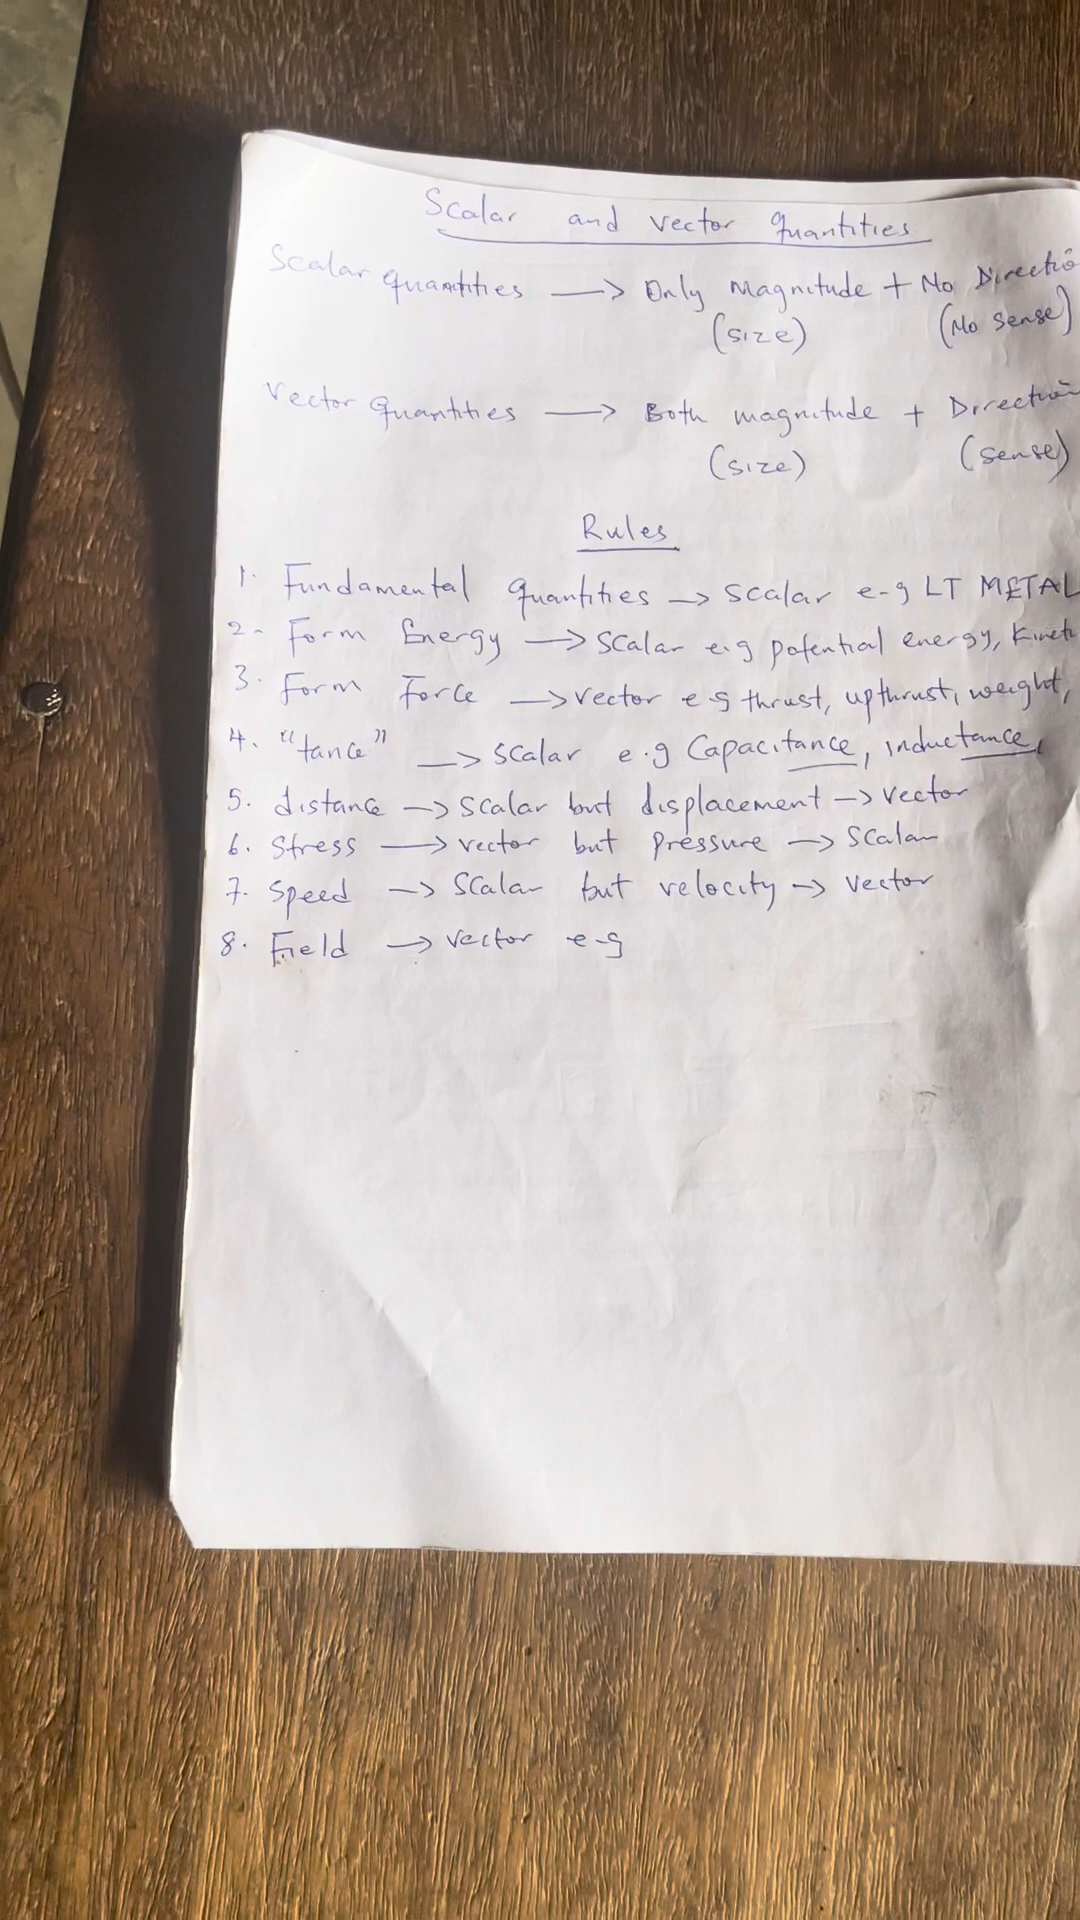 Scalar and vector quantities
Scalar quantities → Only magnitude + No Directio
(size) (No sense)
Vector quantities → Both magnitude + Direction
(size) (sense)
Rules
1. Fundamental quantities → scalar e-g LT METAL
2- Form Energy → scalar e.g potential energy, Kineti
3. Form Force → vector e-g thrust, upthrust, weight,
4. "tance" → scalar e.g Capacitance, inductance,
5. distance → scalar but displacement → vector
6. Stress → vector but pressure → scalar
7. Speed → scalar but velocity → vector
8. Field → vector e-g